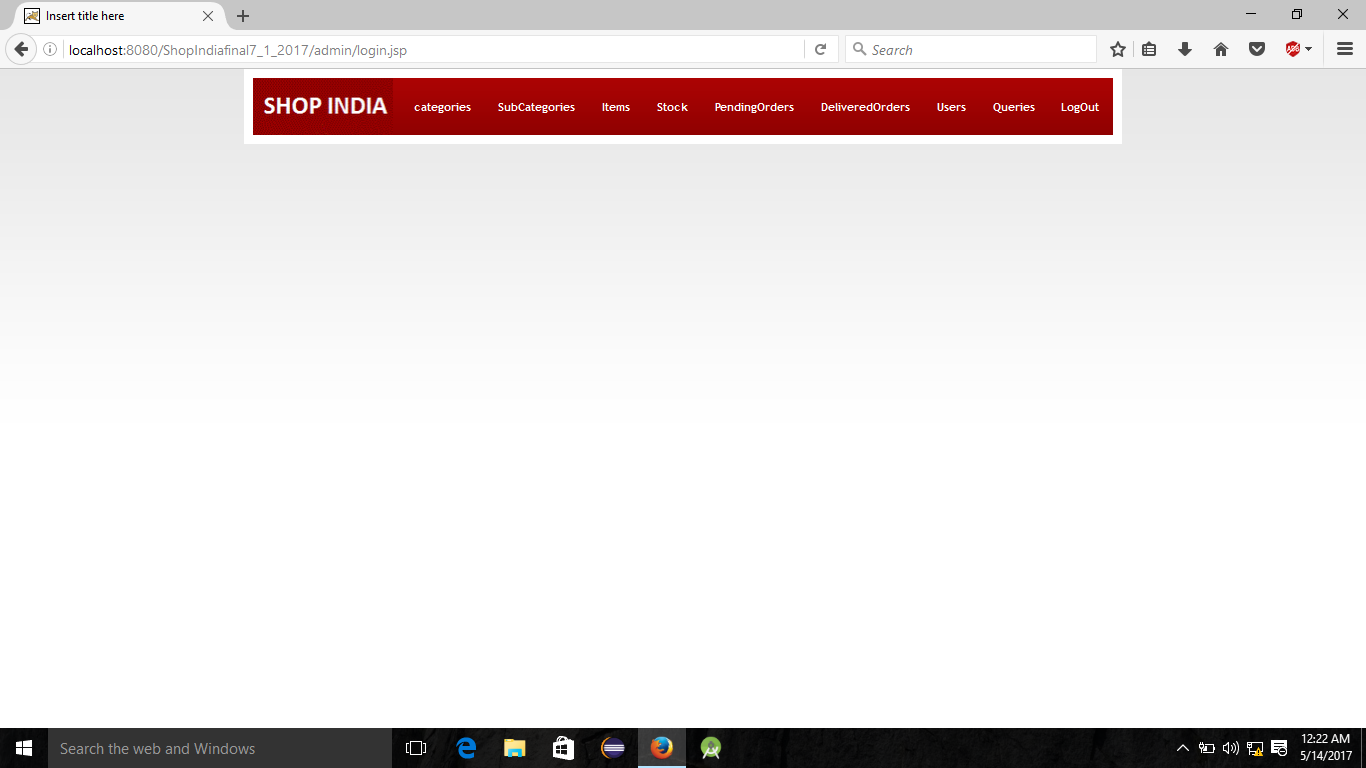 Insert title here
localhost:8080/ShopIndiafinal7_1_2017/admin/login.jsp
Search
ABP
SHOP INDIA categories SubCategories Items Stock PendingOrders DeliveredOrders Users Queries LogOut
Search the web and Windows
12:22 AM
5/14/2017